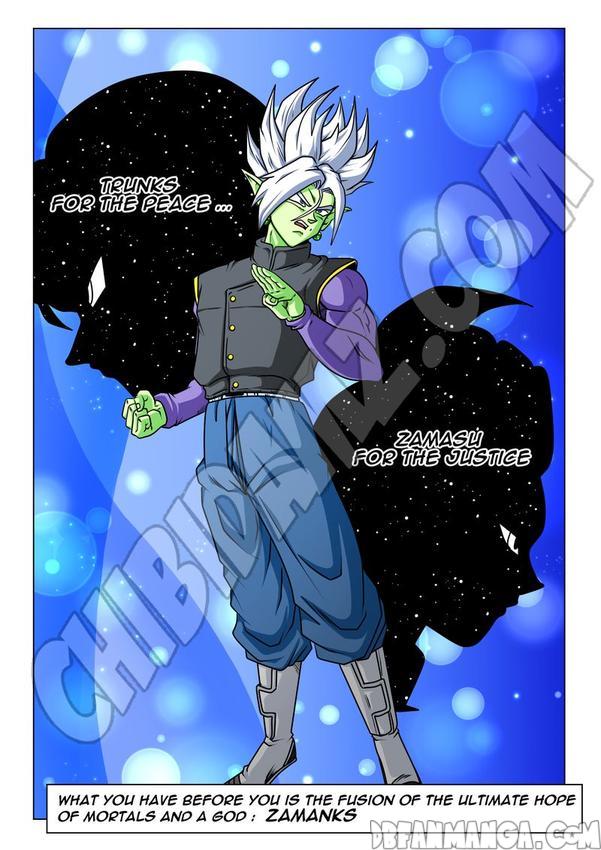 TRUNKS
FOR THE PEACE ...
ZAMASU
FOR THE JUSTICE
CHIBIDAMZ.COM
WHAT YOU HAVE BEFORE YOU IS THE FUSION OF THE ULTIMATE HOPE
OF MORTALS AND A GOD : ZAMANKS
DBFANMANGA.COM